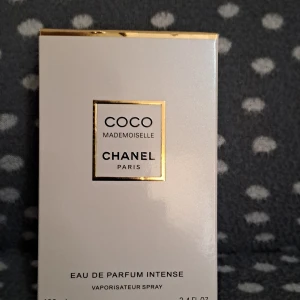 COCO
MADEMOISELLE
CHANEL
PARIS
EAU DE PARFUM INTENSE
VAPORISATEUR SPRAY